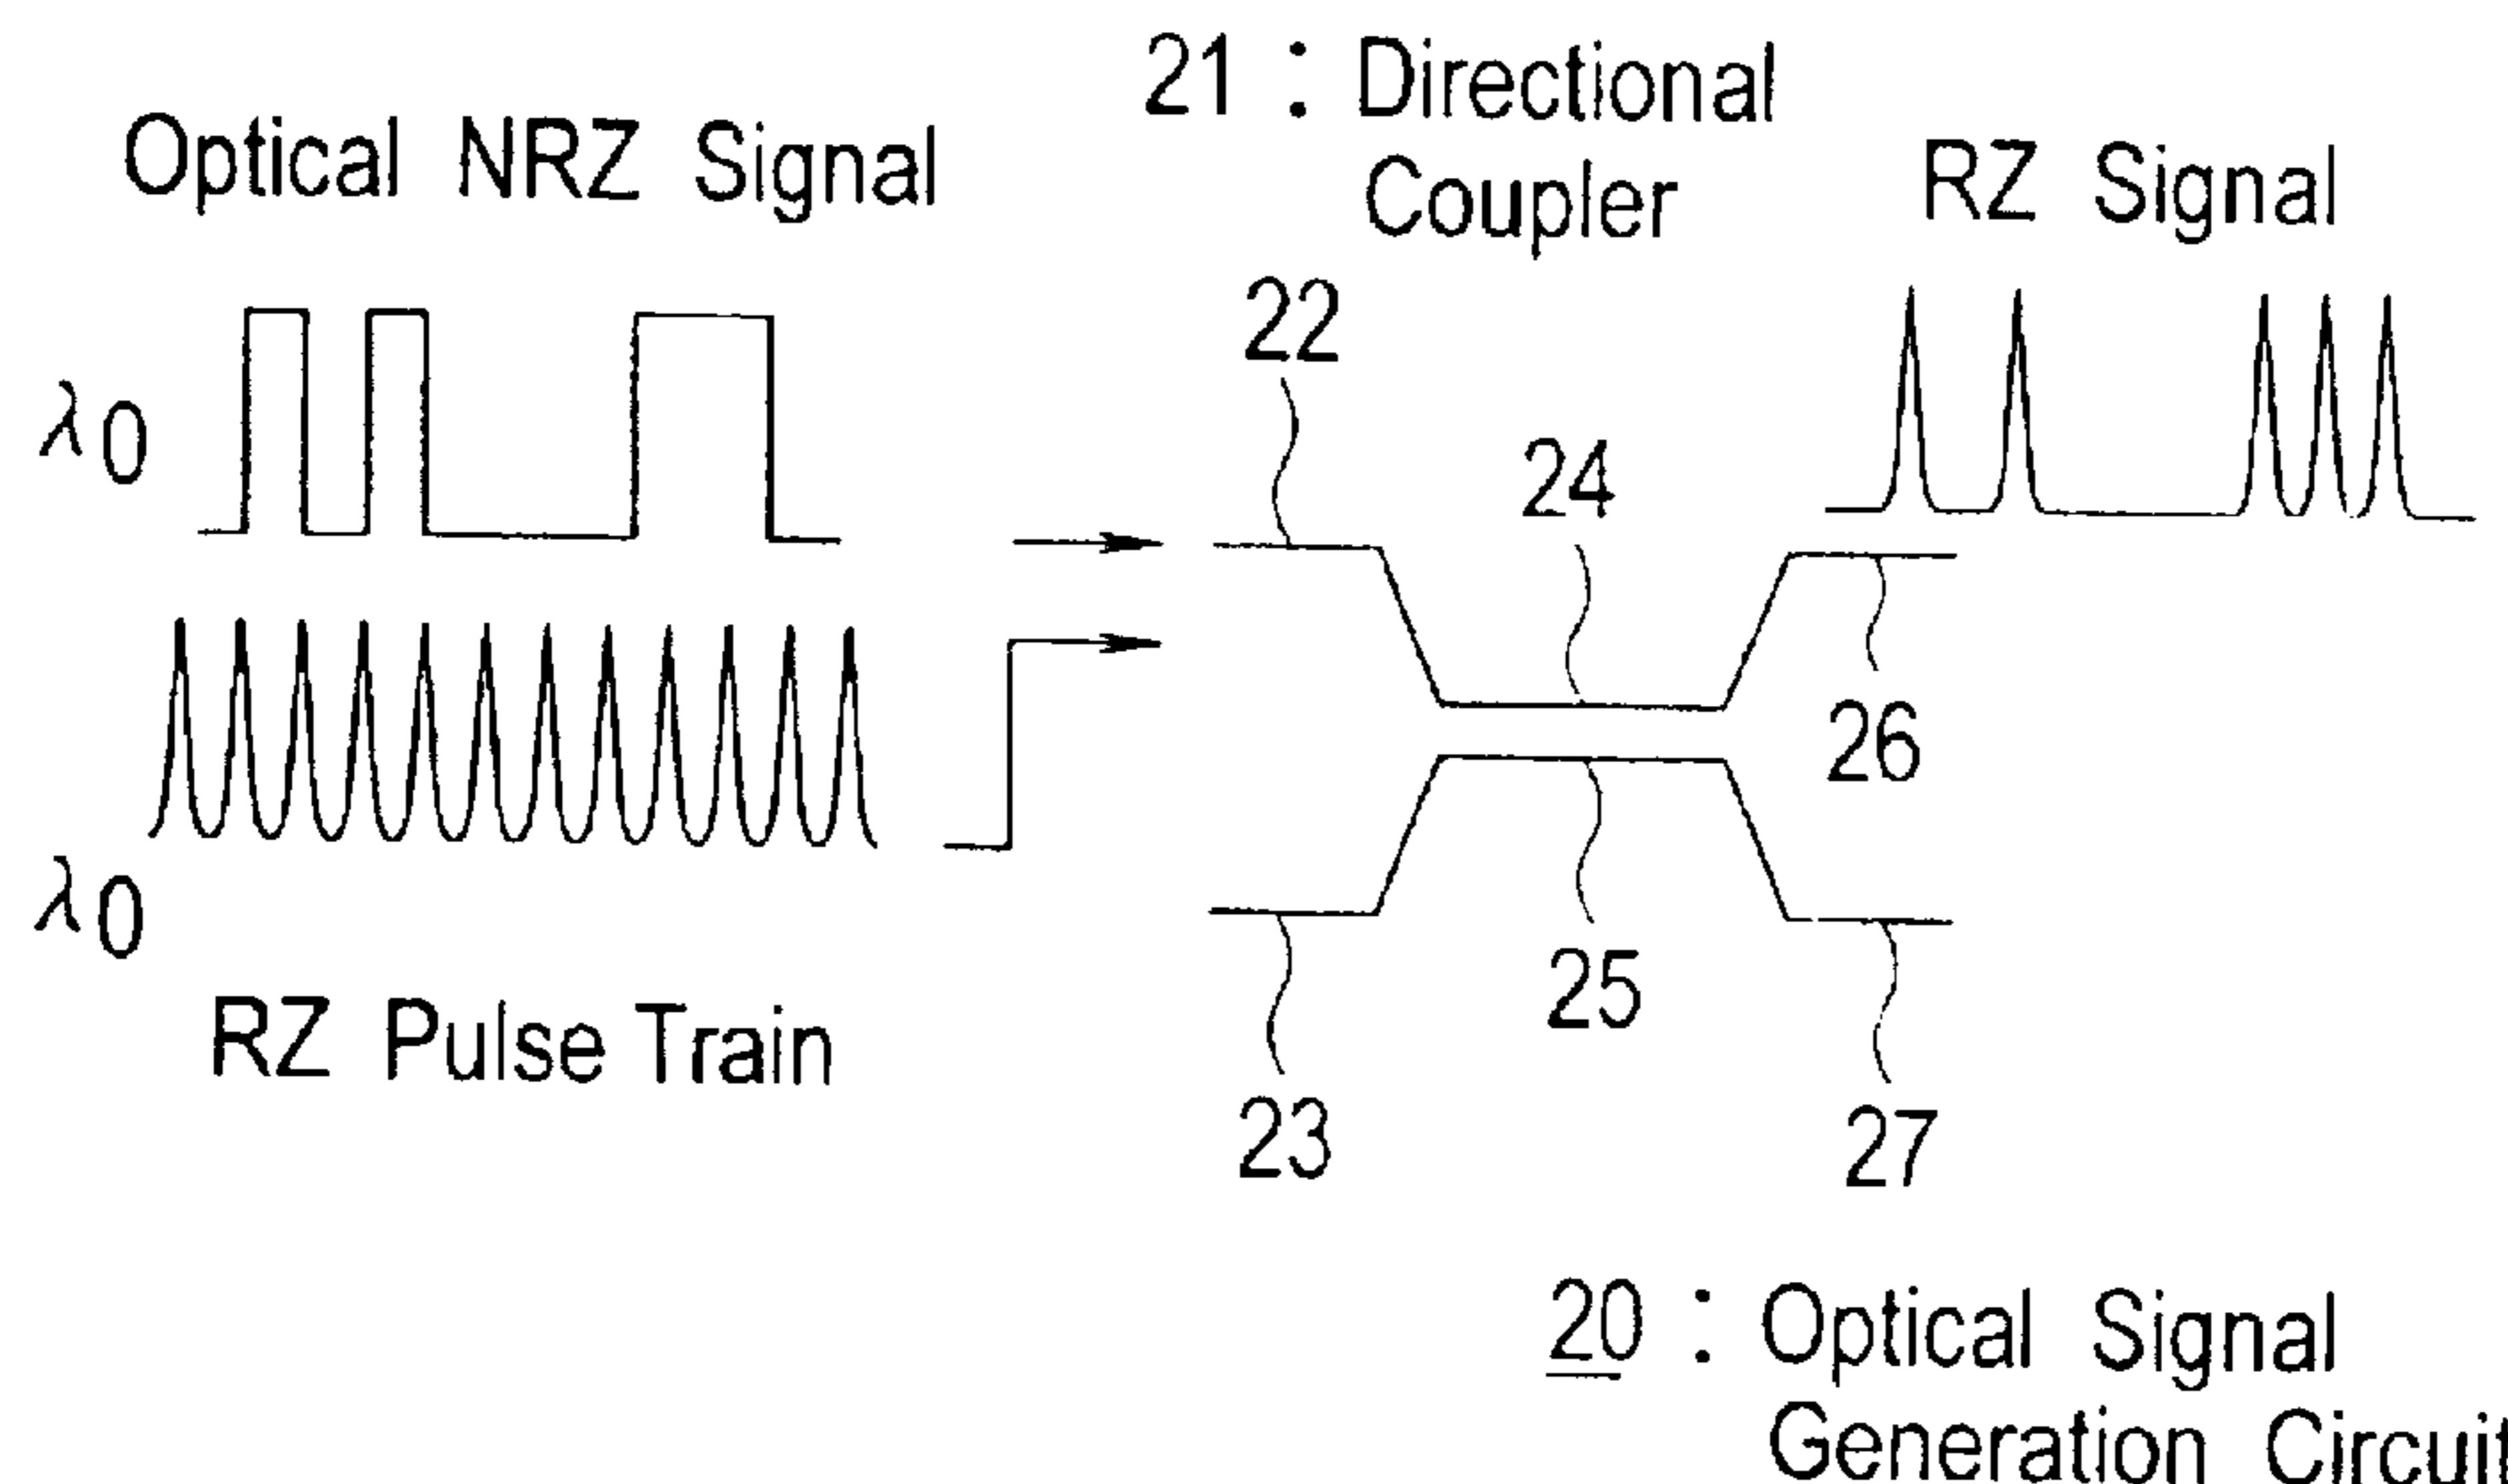 21 : Directional
Coupler
Optical NRZ Signal
RZ Signal
22
λ0
24
26
λ0
25
RZ Pulse Train
23
27
20 : Optical Signal
Generation Circuit